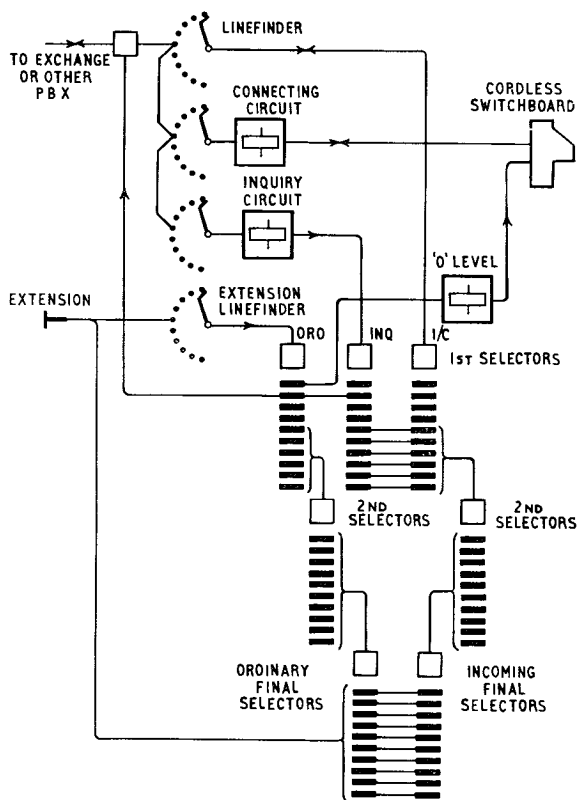 LINEFINDER
TO EXCHANGE
OR OTHER
PBX
CONNECTING
CIRCUIT
CORDLESS
SWITCHBOARD
INQUIRY
CIRCUIT
'O' LEVEL
EXTENSION
EXTENSION
LINEFINDER
ORD
INQ
I/C
1ST SELECTORS
2ND
SELECTORS
2ND
SELECTORS
ORDINARY
FINAL
SELECTORS
INCOMING
FINAL
SELECTORS